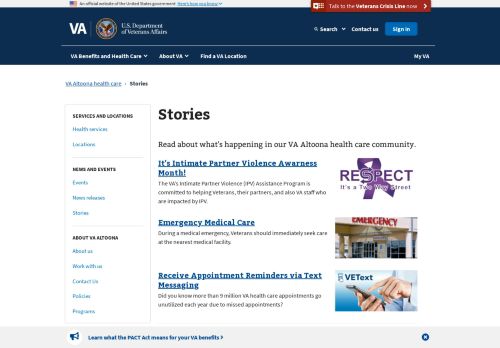 An official website of the United States government Here's how you know
Talk to the Veterans Crisis Line now
VA
U.S. Department
of Veterans Affairs
Search
Contact us
Sign in
VA Benefits and Health Care
About VA
Find a VA Location
My VA
VA Altoona health care › Stories
SERVICES AND LOCATIONS
Health services
Locations
NEWS AND EVENTS
Events
News releases
Stories
ABOUT VA ALTOONA
About us
Work with us
Contact Us
Policies
Programs
Stories
Read about what's happening in our VA Altoona health care community.
It's Intimate Partner Violence Awarness
Month!
The VA's Intimate Partner Violence (IPV) Assistance Program is
committed to helping Veterans, their partners, and also VA staff who
are impacted by IPV.
RESPECT
It's a Two Way Street
Emergency Medical Care
During a medical emergency, Veterans should immediately seek care
at the nearest medical facility.
EMERGENCY
Receive Appointment Reminders via Text
Messaging
Did you know more than 9 million VA health care appointments go
unutilized each year due to missed appointments?
VEText
Learn what the PACT Act means for your VA benefits